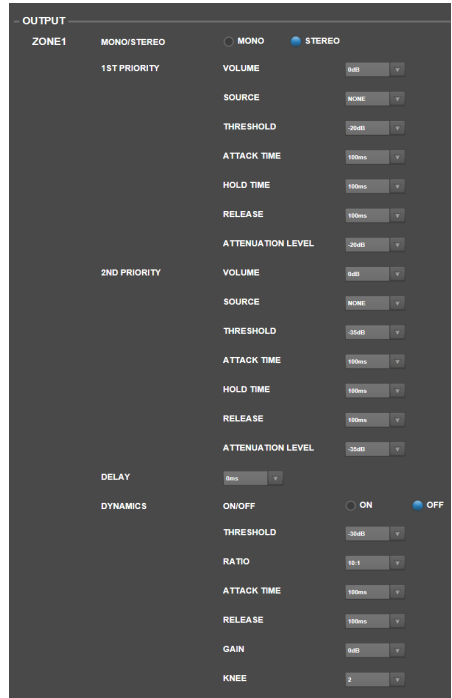 OUTPUT
ZONE1 MONO/STEREO MONO STEREO
1ST PRIORITY VOLUME 0dB
SOURCE NONE
THRESHOLD -20dB
ATTACK TIME 100ms
HOLD TIME 100ms
RELEASE 100ms
ATTENUATION LEVEL -20dB
2ND PRIORITY VOLUME 0dB
SOURCE NONE
THRESHOLD -35dB
ATTACK TIME 100ms
HOLD TIME 100ms
RELEASE 100ms
ATTENUATION LEVEL -35dB
DELAY 0ms
DYNAMICS ON/OFF ON OFF
THRESHOLD -30dB
RATIO 10:1
ATTACK TIME 100ms
RELEASE 100ms
GAIN 0dB
KNEE 2